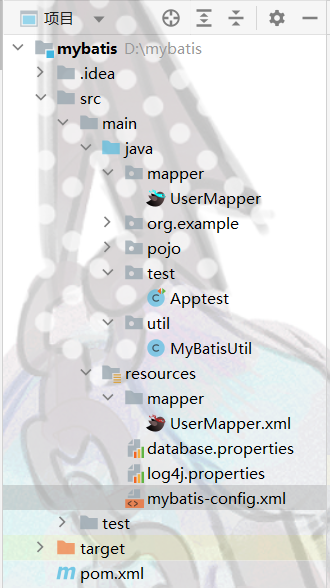 项目
mybatis D:\mybatis
.idea
src
main
java
mapper
UserMapper
org.example
pojo
test
Apptest
util
MyBatisUtil
resources
mapper
UserMapper.xml
database.properties
log4j.properties
mybatis-config.xml
test
target
pom.xml